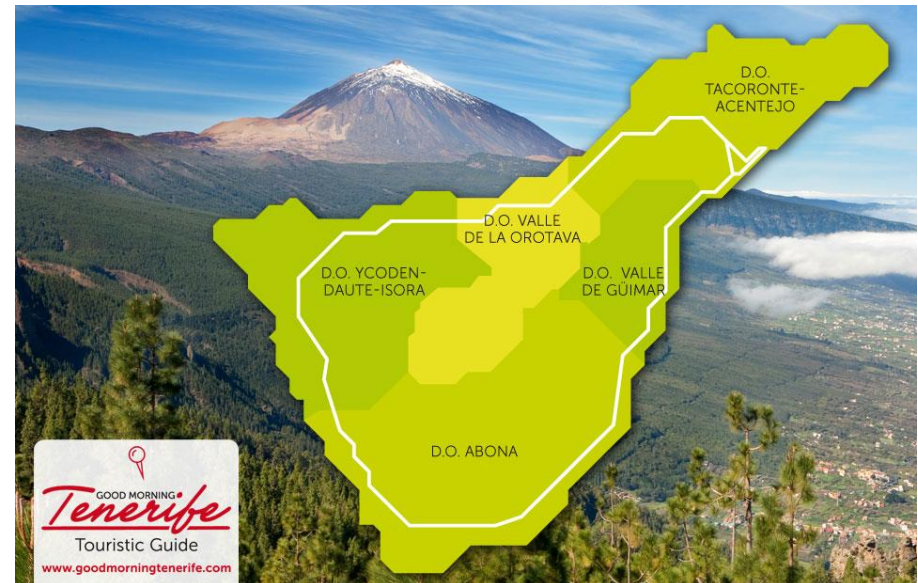 D.O.
TACORONTE-
ACENTEJO
D.O. VALLE
DE LA OROTAVA
D.O. YCODEN-
DAUTE-ISORA
D.O. VALLE
DE GÜIMAR
D.O. ABONA
GOOD MORNING
Tenerife
Touristic Guide
www.goodmorningtenerife.com